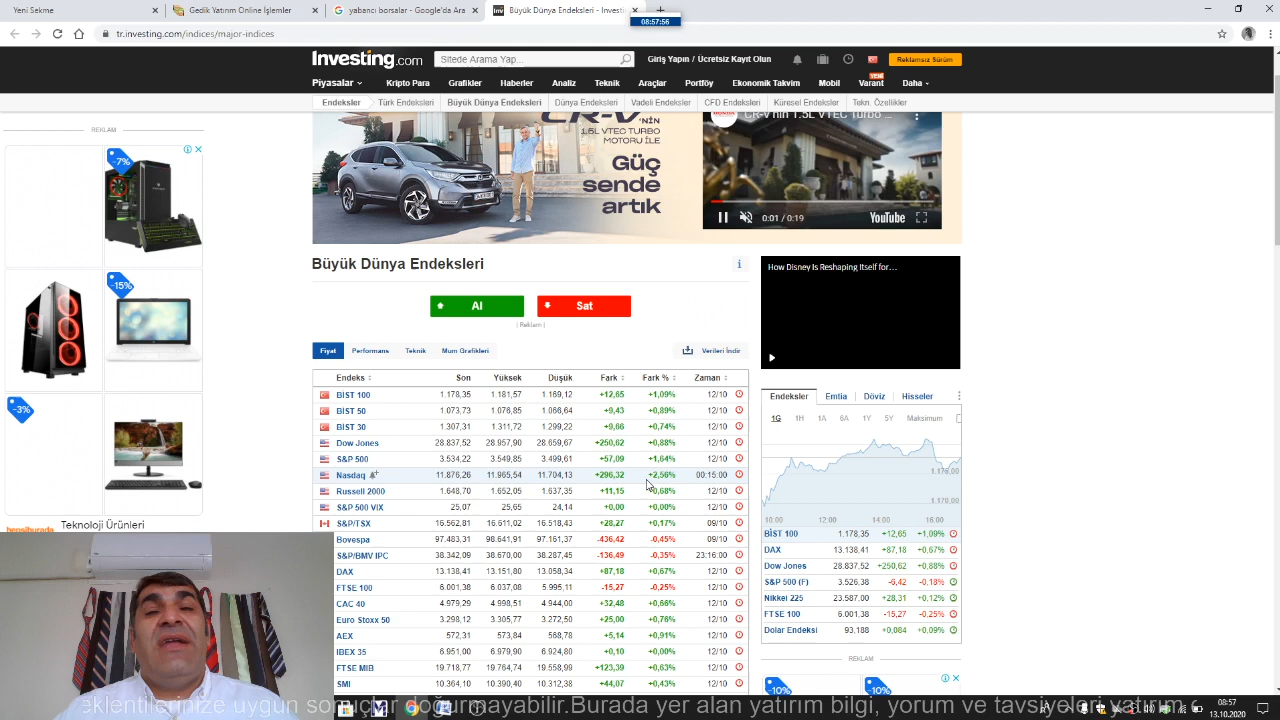 Yeni Sekme
Gedik Yatırım Online İşlemler
yabancı borsalar - Google'da Ara
Büyük Dünya Endeksleri - Investi
08:57:56
tr.investing.com/indices/major-indices
Investing.com
Sitede Arama Yap...
Giriş Yapın / Ücretsiz Kayıt Olun
Reklamsız Sürüm
Piyasalar Kripto Para Grafikler Haberler Analiz Teknik Araçlar Portföy Ekonomik Takvim Mobil Varant YENİ Daha
Endeksler Türk Endeksleri Büyük Dünya Endeksleri Dünya Endeksleri Vadeli Endeksler CFD Endeksler Küresel Endeksler Tekn. Özellikler
REKLAM
-7%
-15%
-3%
Teknoloji Ürünleri
CR-V'NİN
1.5L VTEC TURBO
MOTORU İLE
Güç
sende
artık
CR-V'nin 1.5L VTEC Turbo ...
0:01 / 0:19
YouTube
Büyük Dünya Endeksleri
Al
Sat
| Reklam |
How Disney Is Reshaping Itself for…
Fiyat Performans Teknik Mum Grafikleri Verileri İndir
Endeks Son Yüksek Düşük Fark Fark % Zaman
BIST 100 1.178,35 1.181,57 1.169,12 +12,65 +1,09% 12/10
BIST 50 1.073,73 1.076,85 1.066,64 +9,43 +0,89% 12/10
BIST 30 1.307,31 1.311,72 1.299,22 +9,66 +0,74% 12/10
Dow Jones 28.837,52 28.957,90 28.659,67 +250,62 +0,88% 12/10
S&P 500 3.534,22 3.549,85 3.499,61 +57,09 +1,64% 12/10
Nasdaq 11.876,26 11.965,54 11.704,13 +296,32 +2,56% 00:15:00
Russell 2000 1.648,70 1.652,05 1.637,35 +11,15 +0,68% 12/10
S&P 500 VIX 25,07 25,65 24,14 +0,00 +0,00% 12/10
S&P/TSX 16.562,81 16.611,02 16.518,43 +28,27 +0,17% 09/10
Bovespa 97.483,31 98.641,91 97.161,37 -436,42 -0,45% 09/10
S&P/BMV IPC 38.342,09 38.670,00 38.287,45 -136,49 -0,35% 23:16:00
DAX 13.138,41 13.151,80 13.058,34 +87,18 +0,67% 12/10
FTSE 100 6.001,38 6.037,08 5.995,11 -15,27 -0,25% 12/10
CAC 40 4.979,29 4.998,51 4.944,00 +32,48 +0,66% 12/10
Euro Stoxx 50 3.298,12 3.305,77 3.272,50 +25,00 +0,76% 12/10
AEX 572,31 573,84 568,78 +5,14 +0,91% 12/10
IBEX 35 6.951,00 6.979,90 6.924,80 +0,10 +0,00% 12/10
FTSE MIB 19.718,77 19.764,74 19.558,99 +123,39 +0,63% 12/10
SMI 10.364,10 10.390,40 10.312,38 +44,07 +0,43% 12/10
Endeksler Emtia Döviz Hisseler
1G 1H 1A 6A 1Y 5Y Maksimum
1.175,00
1.170,00
10:00 12:00 14:00 16:00
BİST 100 1.178,35 +12,65 +1,09%
DAX 13.138,41 +87,18 +0,67%
Dow Jones 28.837,52 +250,62 +0,88%
S&P 500 (F) 3.526,38 -6,42 -0,18%
Nikkei 225 23.587,00 +28,31 +0,12%
FTSE 100 6.001,38 -15,27 -0,25%
Dolar Endeksi 93,188 +0,084 +0,09%
REKLAM
-10%
-10%
eklentilerinize uygun sonuçlar doğurmayabilir.Burada yer alan yatırım bilgi, yorum ve tavsiyeleri yatırım
08:57
13.10.2020